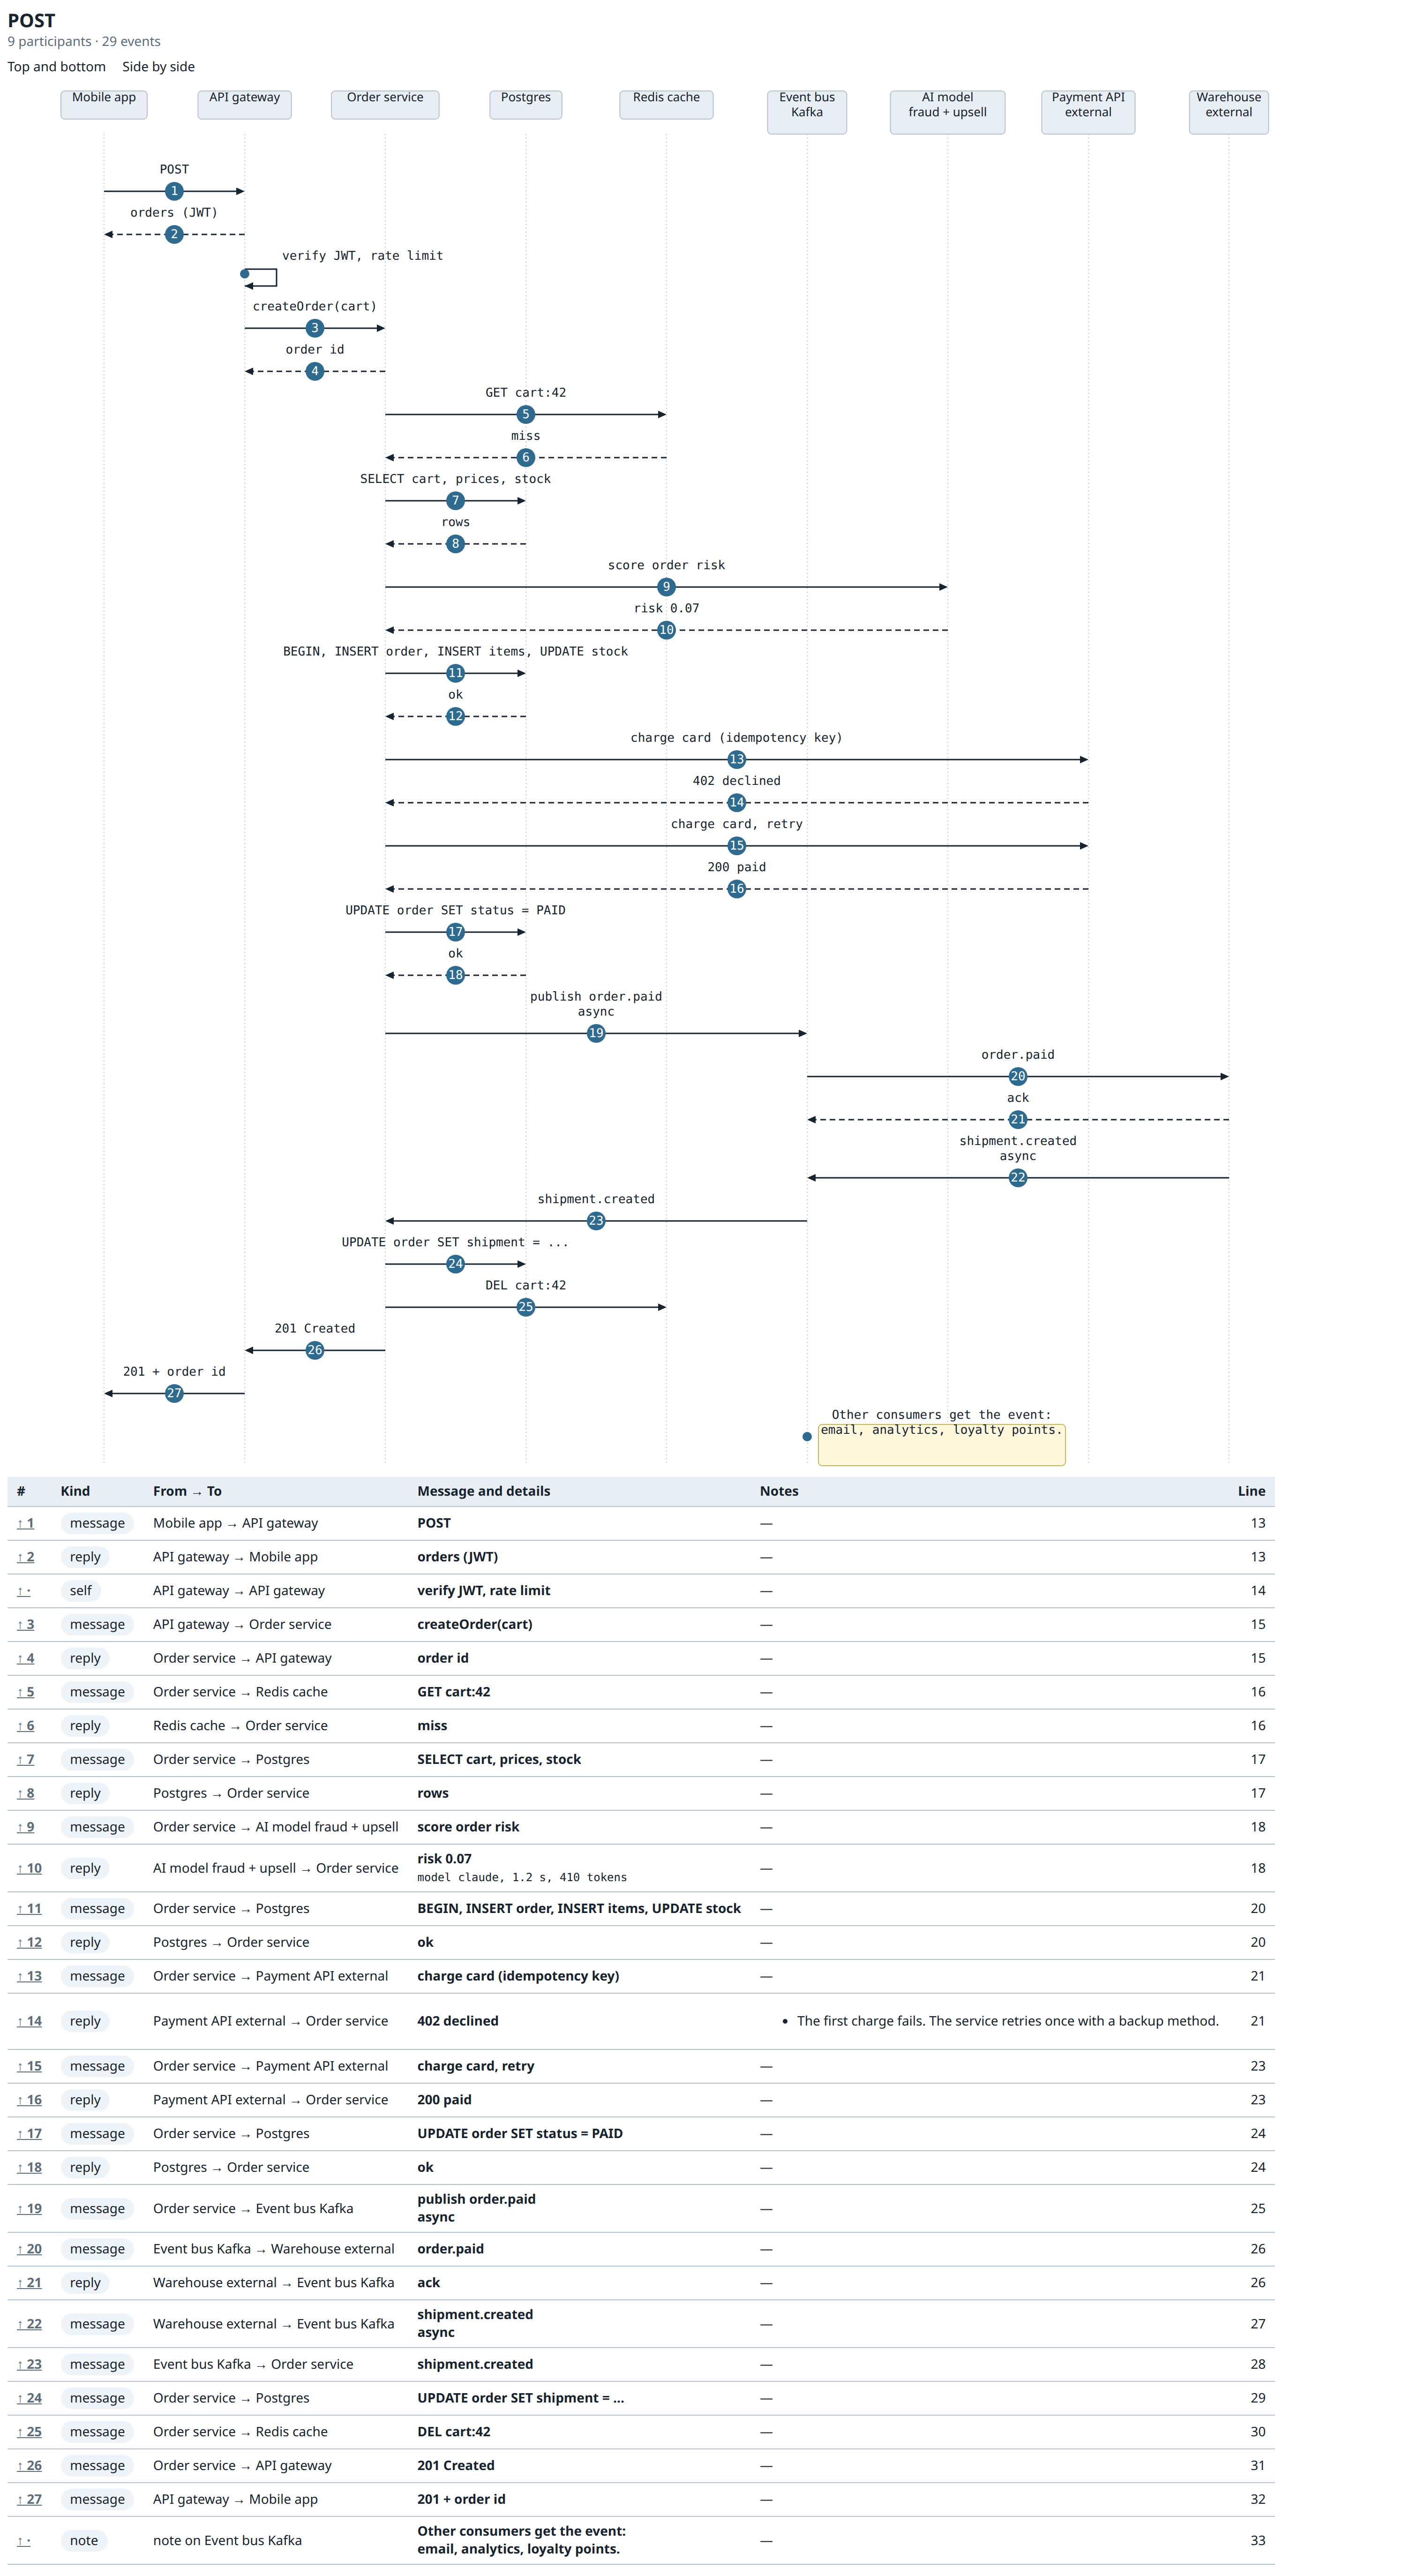 POST
9 participants · 29 events
Top and bottom Side by side
Mobile app API gateway Order service Postgres Redis cache Event bus AI model Payment API Warehouse
Kafka fraud + upsell external external
POST
1
orders (JWT)
2
verify JWT, rate limit
createOrder(cart)
3
order id
4
GET cart:42
5
miss
6
SELECT cart, prices, stock
7
rows
8
score order risk
9
risk 0.07
10
BEGIN, INSERT order, INSERT items, UPDATE stock
11
ok
12
charge card (idempotency key)
13
402 declined
14
charge card, retry
15
200 paid
16
UPDATE order SET status = PAID
17
ok
18
publish order.paid
async
19
order.paid
20
ack
21
shipment.created
async
22
shipment.created
23
UPDATE order SET shipment = ...
24
DEL cart:42
25
201 Created
26
201 + order id
27
Other consumers get the event:
email, analytics, loyalty points.
# Kind From → To Message and details Notes Line
↑ 1 message Mobile app → API gateway POST — 13
↑ 2 reply API gateway → Mobile app orders (JWT) — 13
↑ · self API gateway → API gateway verify JWT, rate limit — 14
↑ 3 message API gateway → Order service createOrder(cart) — 15
↑ 4 reply Order service → API gateway order id — 15
↑ 5 message Order service → Redis cache GET cart:42 — 16
↑ 6 reply Redis cache → Order service miss — 16
↑ 7 message Order service → Postgres SELECT cart, prices, stock — 17
↑ 8 reply Postgres → Order service rows — 17
↑ 9 message Order service → AI model fraud + upsell score order risk — 18
↑ 10 reply AI model fraud + upsell → Order service risk 0.07 — 18
model claude, 1.2 s, 410 tokens
↑ 11 message Order service → Postgres BEGIN, INSERT order, INSERT items, UPDATE stock — 20
↑ 12 reply Postgres → Order service ok — 20
↑ 13 message Order service → Payment API external charge card (idempotency key) — 21
↑ 14 reply Payment API external → Order service 402 declined • The first charge fails. The service retries once with a backup method. 21
↑ 15 message Order service → Payment API external charge card, retry — 23
↑ 16 reply Payment API external → Order service 200 paid — 23
↑ 17 message Order service → Postgres UPDATE order SET status = PAID — 24
↑ 18 reply Postgres → Order service ok — 24
↑ 19 message Order service → Event bus Kafka publish order.paid — 25
async
↑ 20 message Event bus Kafka → Warehouse external order.paid — 26
↑ 21 reply Warehouse external → Event bus Kafka ack — 26
↑ 22 message Warehouse external → Event bus Kafka shipment.created — 27
async
↑ 23 message Event bus Kafka → Order service shipment.created — 28
↑ 24 message Order service → Postgres UPDATE order SET shipment = ... — 29
↑ 25 message Order service → Redis cache DEL cart:42 — 30
↑ 26 message Order service → API gateway 201 Created — 31
↑ 27 message API gateway → Mobile app 201 + order id — 32
↑ · note note on Event bus Kafka Other consumers get the event: — 33
email, analytics, loyalty points.